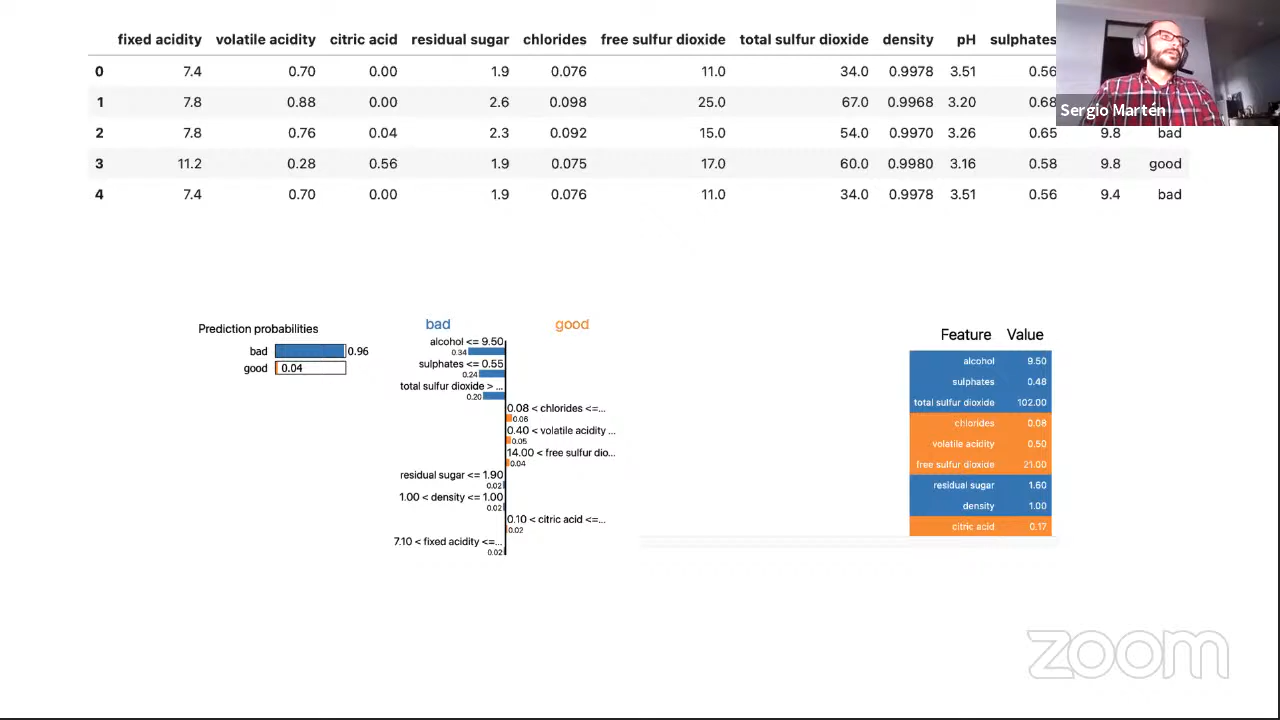 fixed acidity volatile acidity citric acid residual sugar chlorides free sulfur dioxide total sulfur dioxide density pH sulphates
0 7.4 0.70 0.00 1.9 0.076 11.0 34.0 0.9978 3.51 0.56
1 7.8 0.88 0.00 2.6 0.098 25.0 67.0 0.9968 3.20 0.68
Sergio Martén
2 7.8 0.76 0.04 2.3 0.092 15.0 54.0 0.9970 3.26 0.65 9.8 bad
3 11.2 0.28 0.56 1.9 0.075 17.0 60.0 0.9980 3.16 0.58 9.8 good
4 7.4 0.70 0.00 1.9 0.076 11.0 34.0 0.9978 3.51 0.56 9.4 bad
Prediction probabilities
bad 0.96
good 0.04
bad good
alcohol <= 9.50
0.34
sulphates <= 0.55
0.24
total sulfur dioxide > ...
0.20
0.08 < chlorides <=...
0.06
0.40 < volatile acidity ...
0.05
14.00 < free sulfur dio...
0.04
residual sugar <= 1.90
0.02
1.00 < density <= 1.00
0.02
0.10 < citric acid <=...
0.02
7.10 < fixed acidity <=...
0.02
Feature Value
alcohol 9.50
sulphates 0.48
total sulfur dioxide 102.00
chlorides 0.08
volatile acidity 0.50
free sulfur dioxide 21.00
residual sugar 1.60
density 1.00
citric acid 0.17
zoom